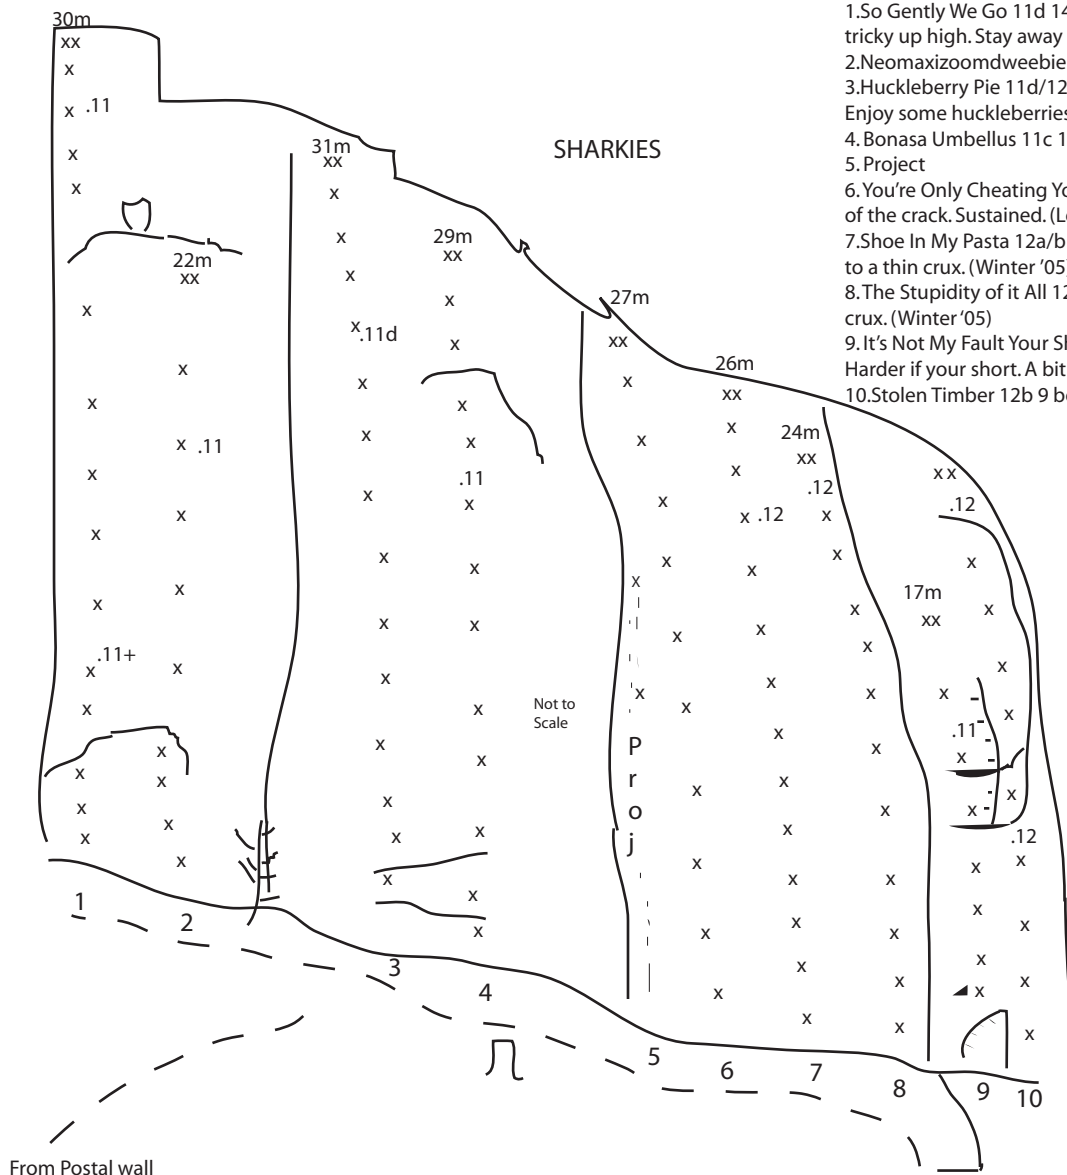 1.So Gently We Go 11d 14
tricky up high. Stay away
2.Neomaxizoomdweebie
3.Huckleberry Pie 11d/12
Enjoy some huckleberries
4. Bonasa Umbellus 11c 1
5. Project
6. You're Only Cheating Yo
of the crack. Sustained. (L
7.Shoe In My Pasta 12a/b
to a thin crux. (Winter '05
8. The Stupidity of it All 12
crux. (Winter '05)
9. It's Not My Fault Your Sh
Harder if your short. A bit
10.Stolen Timber 12b 9 b
SHARKIES
30m
xx
x
x .11
x
x
31m
xx
x
x
x
x .11d
29m
xx
x
x
22m
xx
27m
xx
26m
xx
24m
xx
.12
x .12
x x
.12
17m
xx
.11
.11
.11
.11+
.12
Not to
Scale
Proj
1
2
3
4
5
6
7
8
9
10
From Postal wall